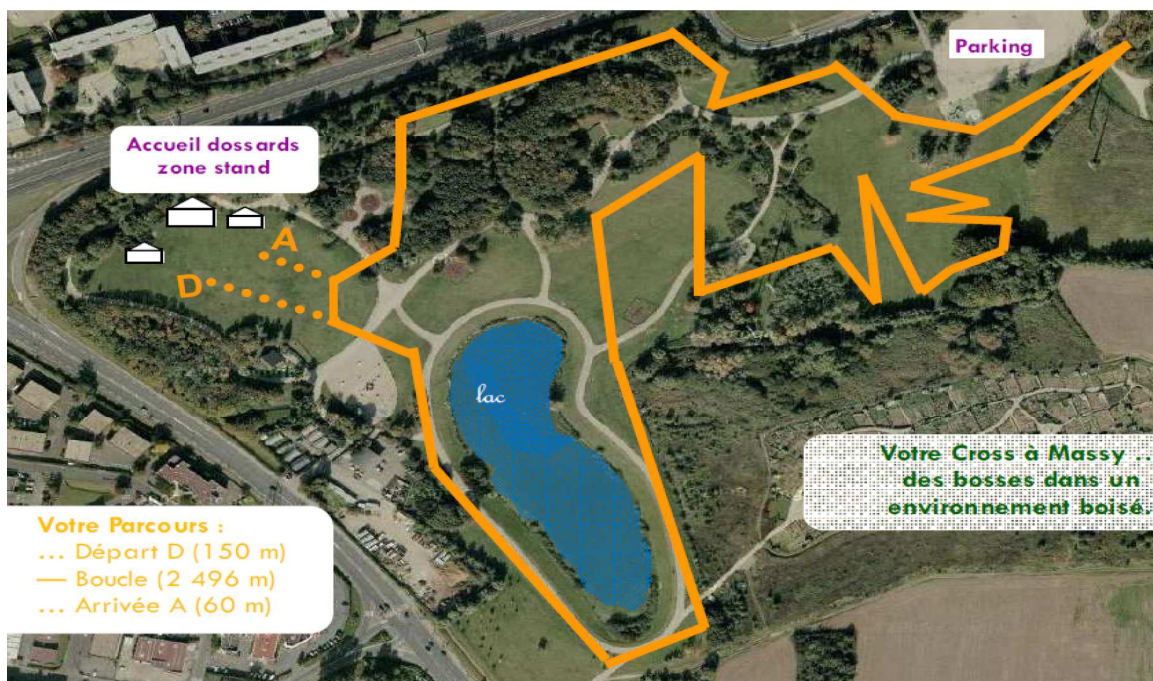 Parking
Accueil dossards
zone stand
A
D
lac
Votre Cross à Massy ..
des bosses dans un
environnement boisé.
Votre Parcours :
... Départ D (150 m)
— Boucle (2 496 m)
... Arrivée A (60 m)